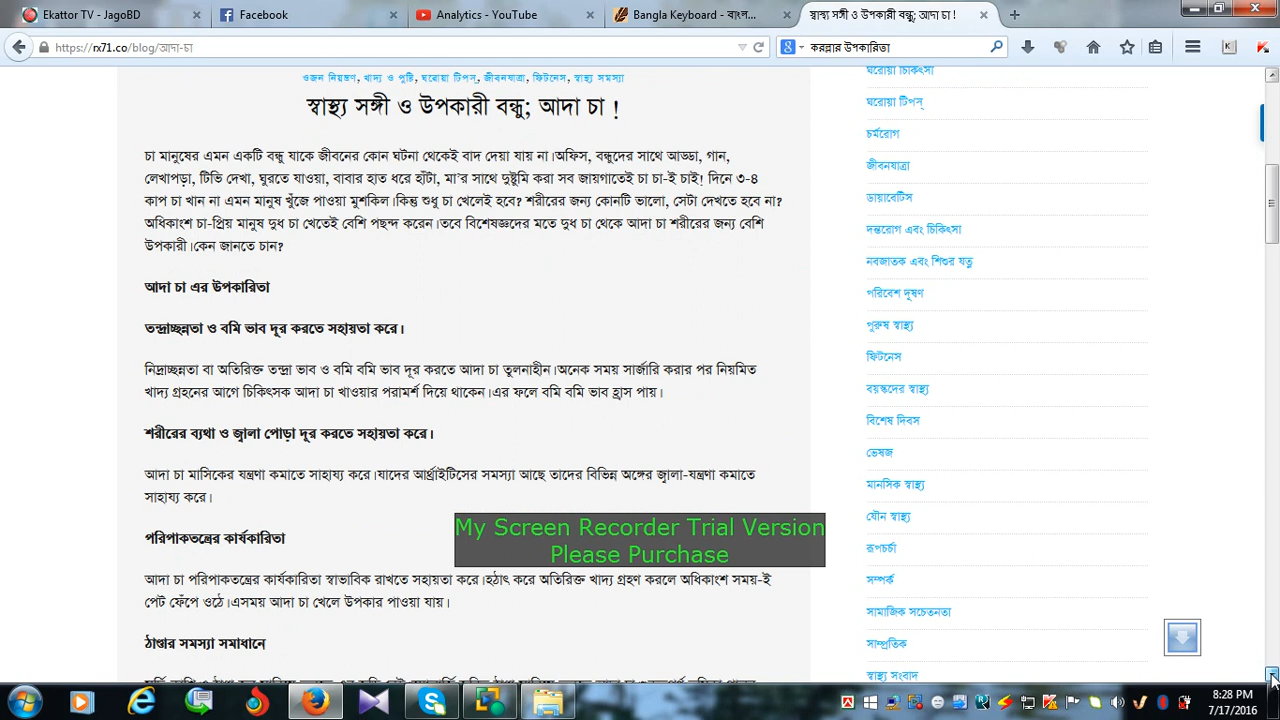 Ekattor TV - JagoBD
Facebook
Analytics - YouTube
Bangla Keyboard - বাংল...
স্বাস্থ্য সঙ্গী ও উপকারী বন্ধু; আদা চা !
https://rx71.co/blog/আদা-চা
করল্লার উপকারিতা
ওজন নিয়ন্ত্রণ, খাদ্য ও পুষ্টি, ঘরোয়া টিপস্, জীবনযাত্রা, ফিটনেস, স্বাস্থ্য সমস্যা
স্বাস্থ্য সঙ্গী ও উপকারী বন্ধু; আদা চা !
চা মানুষের এমন একটি বন্ধু যাকে জীবনের কোন ঘটনা থেকেই বাদ দেয়া যায় না।অফিস, বন্ধুদের সাথে আড্ডা, গান,
লেখাপড়া, টিভি দেখা, ঘুরতে যাওয়া, বাবার হাত ধরে হাঁটা, মা'র সাথে দুষ্টুমি করা সব জায়গাতেই চা চা-ই চাই! দিনে ৩-৪
কাপ চা খায়নি। এমন মানুষ খুঁজে পাওয়া মুশকিল।কিন্তু শুধু চা খেলেই হবে? শরীরের জন্য কোনটি ভালো, সেটা দেখতে হবে না?
অধিকাংশ চা-প্রিয় মানুষ দুধ চা খেতেই বেশি পছন্দ করেন।তবে বিশেষজ্ঞদের মতে দুধ চা থেকে আদা চা শরীরের জন্য বেশি
উপকারী।কেন জানতে চান?
আদা চা এর উপকারিতা
তন্দ্রাচ্ছন্নতা ও বমি ভাব দূর করতে সহায়তা করে।
নিদ্রাচ্ছন্নতা বা অতিরিক্ত তন্দ্রা ভাব ও বমি বমি ভাব দূর করতে আদা চা তুলনাহীন।অনেক সময় সার্জারি করার পর নিয়মিত
খাদ্য গ্রহনের আগে চিকিৎসক আদা চা খাওয়ার পরামর্শ দিয়ে থাকেন।এর ফলে বমি বমি ভাব হ্রাস পায়।
শরীরের ব্যথা ও জ্বালা পোড়া দূর করতে সহায়তা করে।
আদা চা মাসিকের যন্ত্রণা কমাতে সাহায্য করে।যাদের আর্থ্রাইটিসের সমস্যা আছে তাদের বিভিন্ন অঙ্গের জ্বালা-যন্ত্রণা কমাতে
সাহায্য করে।
পরিপাকতন্ত্রের কার্যকারিতা
আদা চা পরিপাকতন্ত্রের কার্যকারিতা স্বাভাবিক রাখতে সহায়তা করে।হঠাৎ করে অতিরিক্ত খাদ্য গ্রহণ করলে অধিকাংশ সময়-ই
পেট ফেঁপে ওঠে।এসময় আদা চা খেলে উপকার পাওয়া যায়।
ঠাণ্ডার সমস্যা সমাধানে
ঘরোয়া চিকিৎসা
ঘরোয়া টিপস্
চর্মরোগ
জীবনযাত্রা
ডায়াবেটিস
দন্তরোগ এবং চিকিৎসা
নবজাতক এবং শিশুর যত্ন
পরিবেশ দূষণ
পুরুষ স্বাস্থ্য
ফিটনেস
বয়স্কদের স্বাস্থ্য
বিশেষ দিবস
ভেষজ
মানসিক স্বাস্থ্য
যৌন স্বাস্থ্য
রূপচর্চা
সম্পর্ক
সামাজিক সচেতনতা
সাম্প্রতিক
স্বাস্থ্য সংবাদ
My Screen Recorder Trial Version
Please Purchase
8:28 PM
7/17/2016